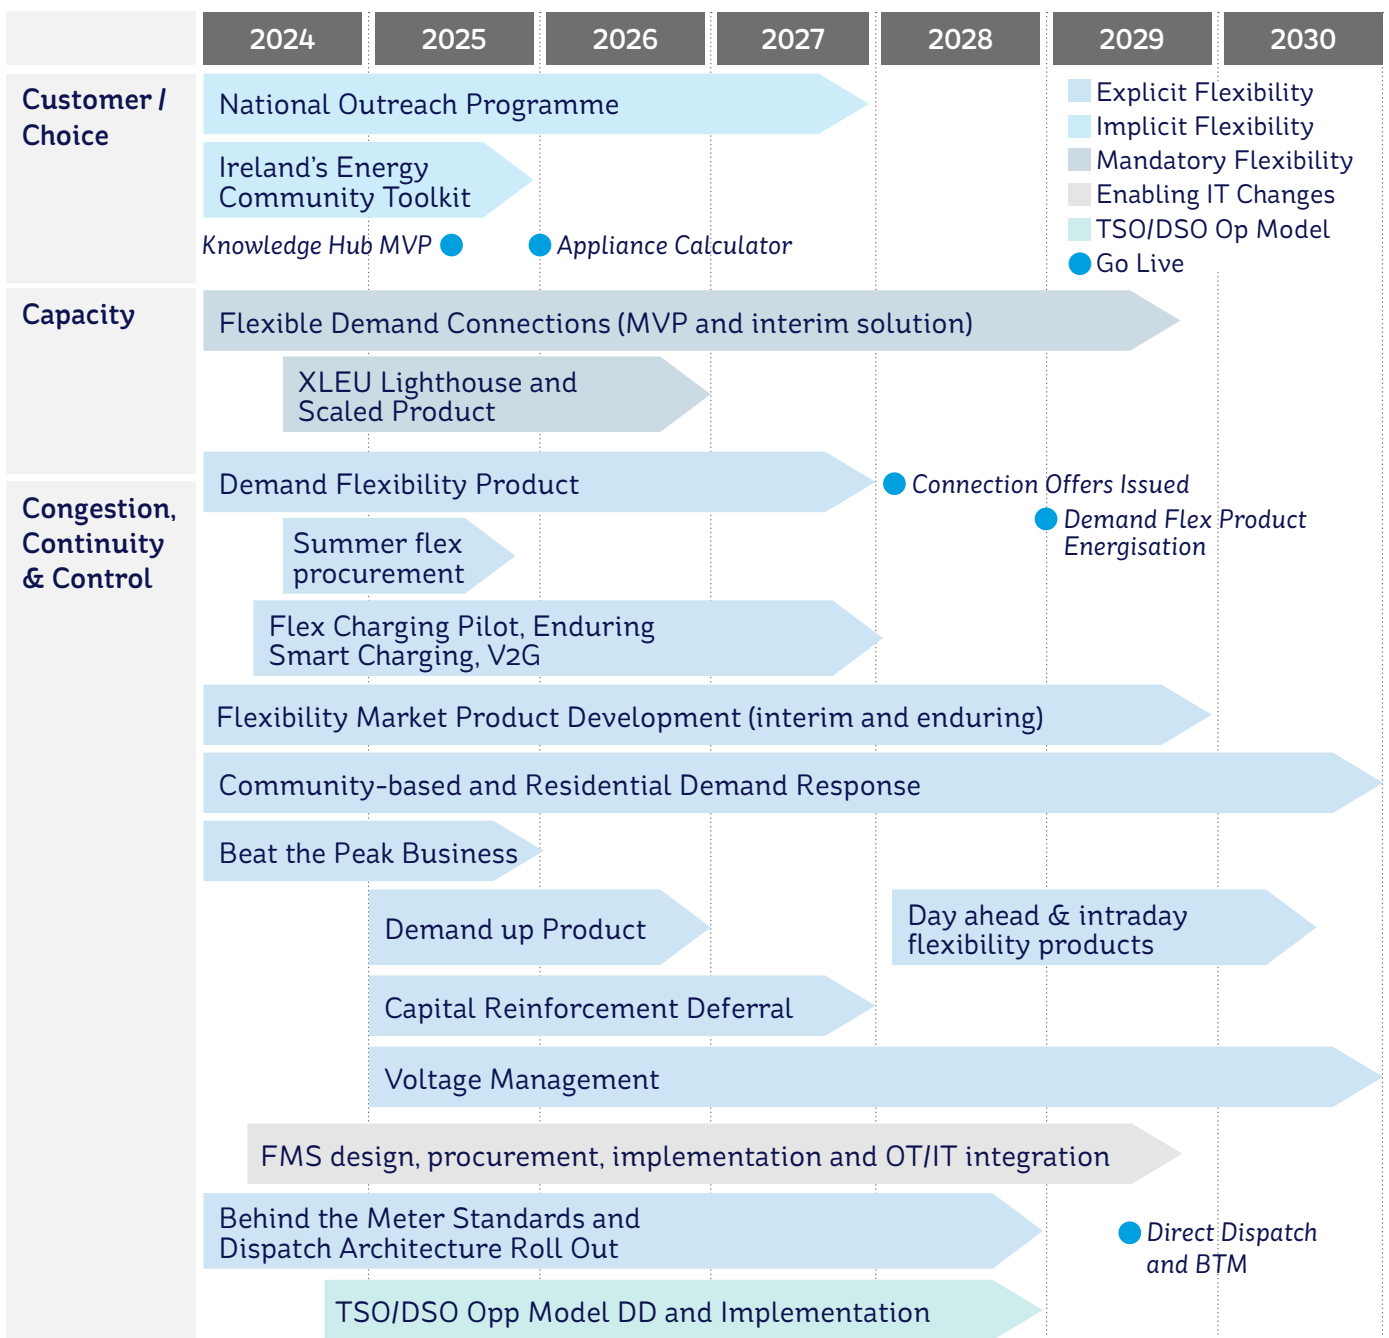 2024 2025 2026 2027 2028 2029 2030
Customer /
Choice
National Outreach Programme
Ireland's Energy
Community Toolkit
Knowledge Hub MVP
Appliance Calculator
Explicit Flexibility
Implicit Flexibility
Mandatory Flexibility
Enabling IT Changes
TSO/DSO Op Model
Go Live
Capacity
Flexible Demand Connections (MVP and interim solution)
XLEU Lighthouse and
Scaled Product
Congestion,
Continuity
& Control
Demand Flexibility Product
Connection Offers Issued
Demand Flex Product
Energisation
Summer flex
procurement
Flex Charging Pilot, Enduring
Smart Charging, V2G
Flexibility Market Product Development (interim and enduring)
Community-based and Residential Demand Response
Beat the Peak Business
Demand up Product
Day ahead & intraday
flexibility products
Capital Reinforcement Deferral
Voltage Management
FMS design, procurement, implementation and OT/IT integration
Behind the Meter Standards and
Dispatch Architecture Roll Out
Direct Dispatch
and BTM
TSO/DSO Opp Model DD and Implementation